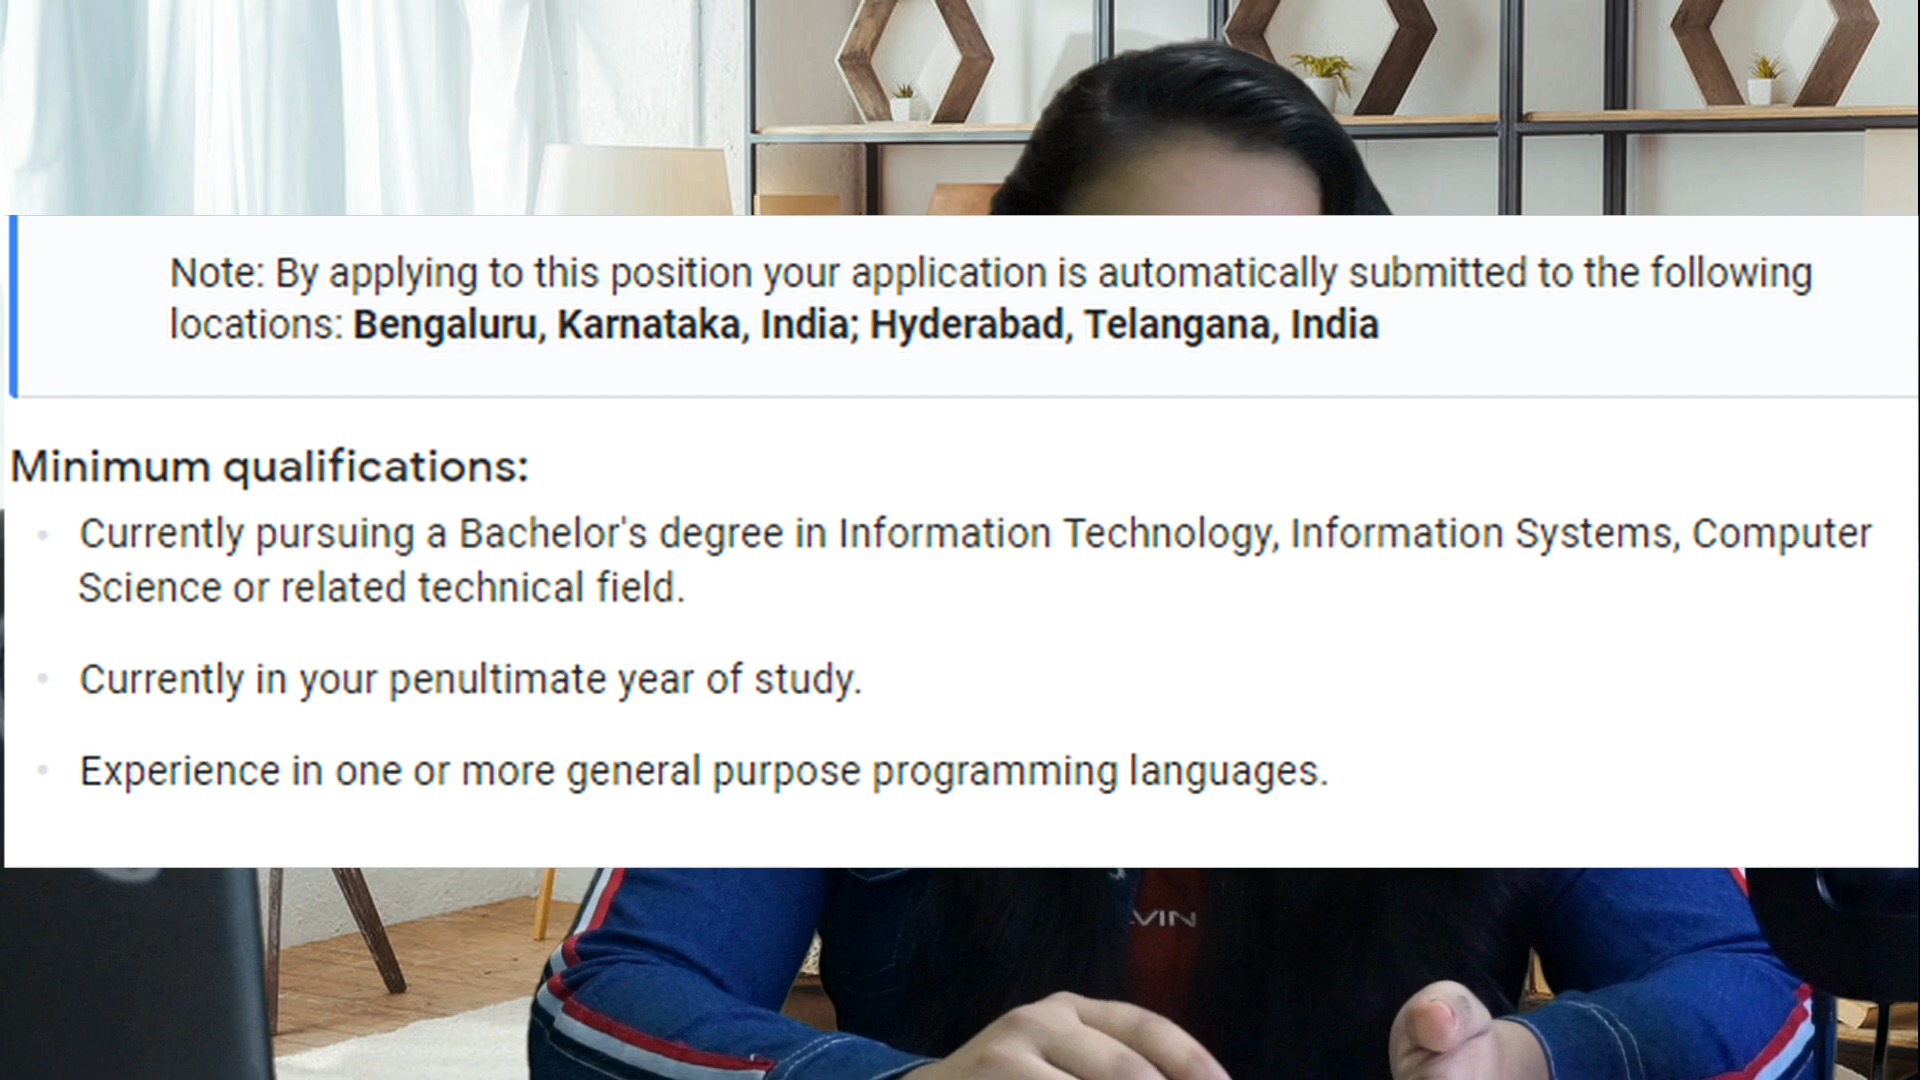 Note: By applying to this position your application is automatically submitted to the following
locations: Bengaluru, Karnataka, India; Hyderabad, Telangana, India
Minimum qualifications:
Currently pursuing a Bachelor's degree in Information Technology, Information Systems, Computer
Science or related technical field.
Currently in your penultimate year of study.
Experience in one or more general purpose programming languages.
VIN